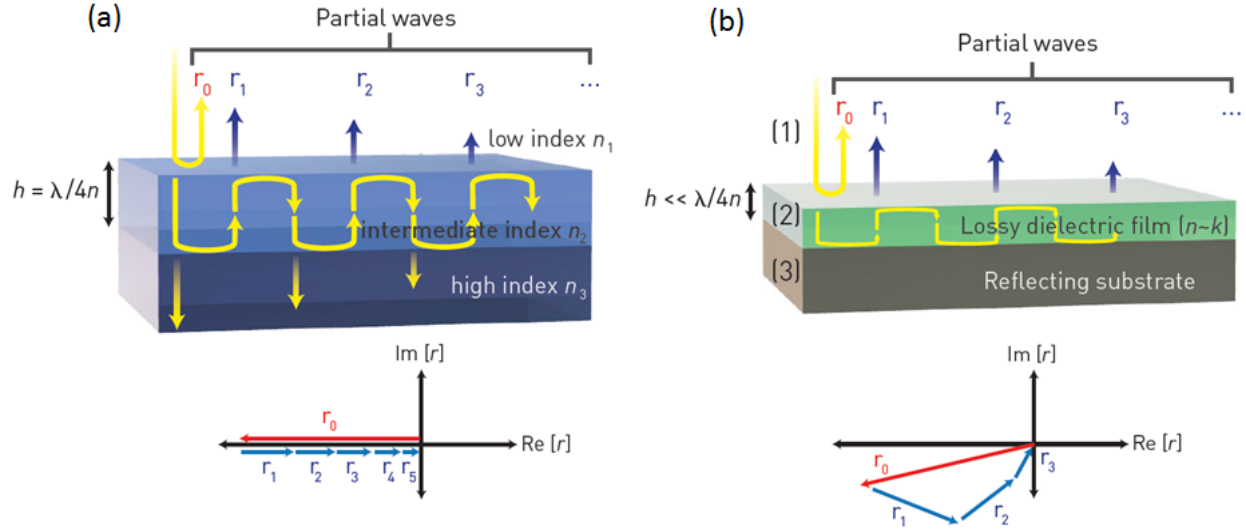 (a)
Partial waves
r₀ r₁ r₂ r₃ ...
low index n₁
h = λ/4n
intermediate index n₂
high index n₃
Im [r]
r₀
Re [r]
r₁ r₂ r₃ r₄ r₅
(b)
Partial waves
r₀ r₁ r₂ r₃ ...
(1)
h << λ/4n
(2)
Lossy dielectric film (n~k)
(3)
Reflecting substrate
Im [r]
Re [r]
r₀
r₃
r₁
r₂